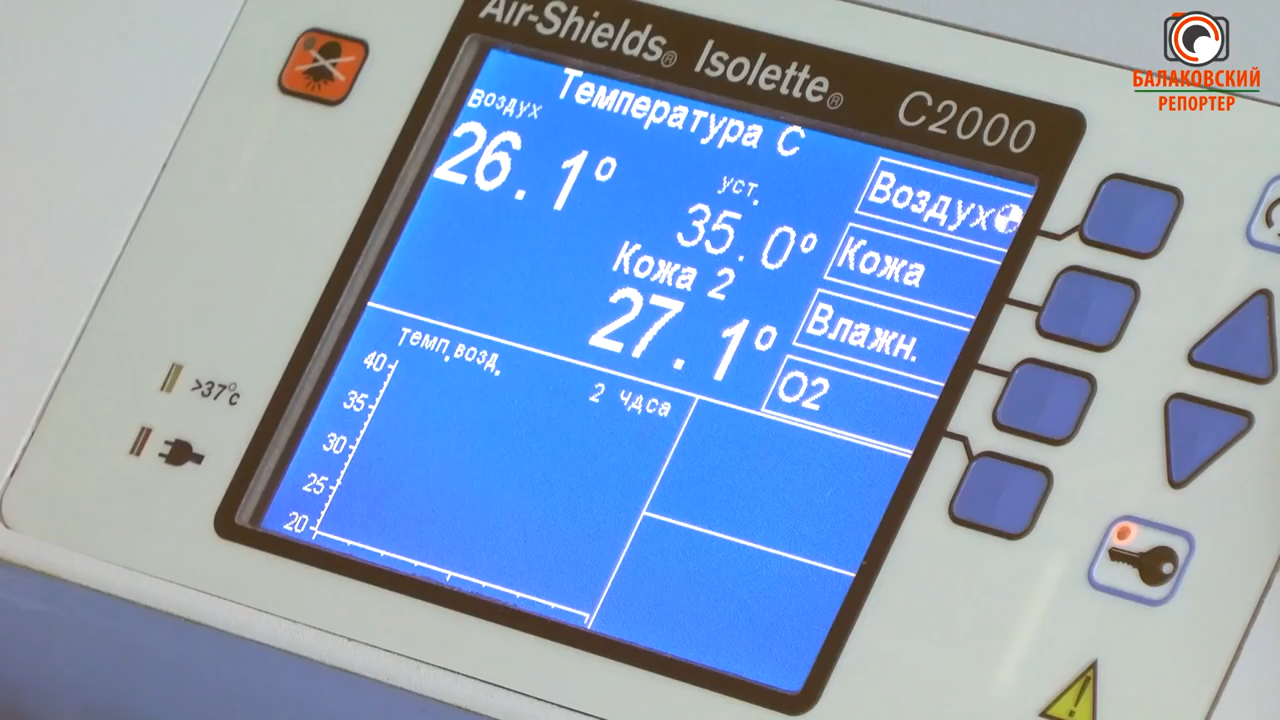 Air-Shields® Isolette® C2000
БАЛАКОВСКИЙ
РЕПОРТЕР
Температура C
Воздух
26.1°
уст.
35.0°
Кожа 2
27.1°
Воздух
Кожа
Влажн.
O2
темп.возд.
2 чдса
40
35
30
25
20
>37°c